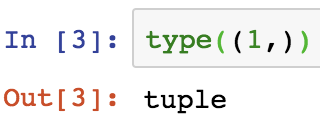 In [3]: type((1,))
Out[3]: tuple